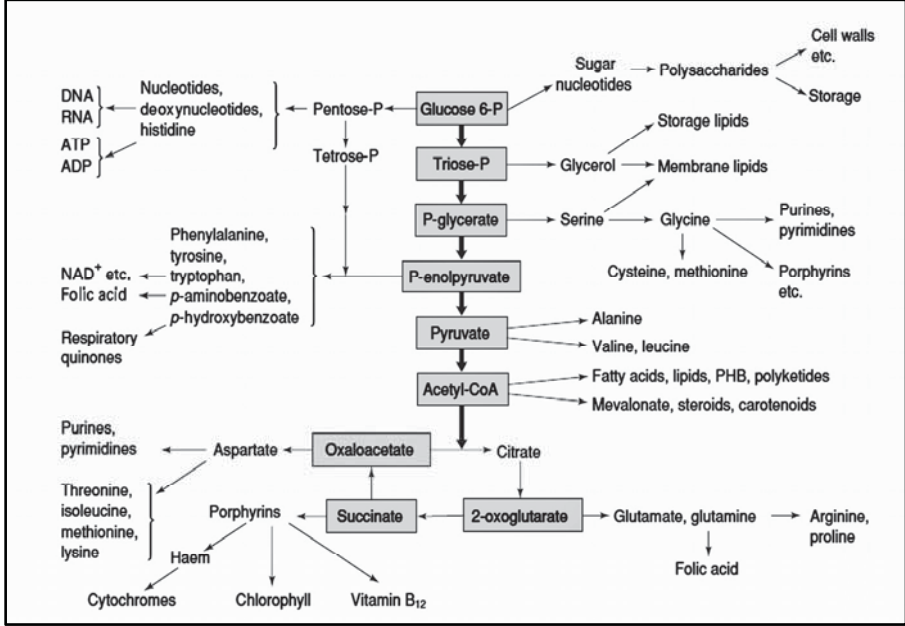 Cell walls
etc.
Sugar
nucleotides
Polysaccharides
Storage
DNA
RNA
ATP
ADP
Nucleotides,
deoxynucleotides,
histidine
Pentose-P
Glucose 6-P
Tetrose-P
Storage lipids
Triose-P
Glycerol
Membrane lipids
P-glycerate
Serine
Glycine
Purines,
pyrimidines
Cysteine, methionine
Porphyrins
etc.
Phenylalanine,
tyrosine,
tryptophan,
p-aminobenzoate,
p-hydroxybenzoate
NAD⁺ etc.
Folic acid
Respiratory
quinones
P-enolpyruvate
Pyruvate
Alanine
Valine, leucine
Acetyl-CoA
Fatty acids, lipids, PHB, polyketides
Mevalonate, steroids, carotenoids
Purines,
pyrimidines
Aspartate
Oxaloacetate
Citrate
Threonine,
isoleucine,
methionine,
lysine
Porphyrins
Succinate
2-oxoglutarate
Glutamate, glutamine
Arginine,
proline
Haem
Folic acid
Cytochromes
Chlorophyll
Vitamin B₁₂